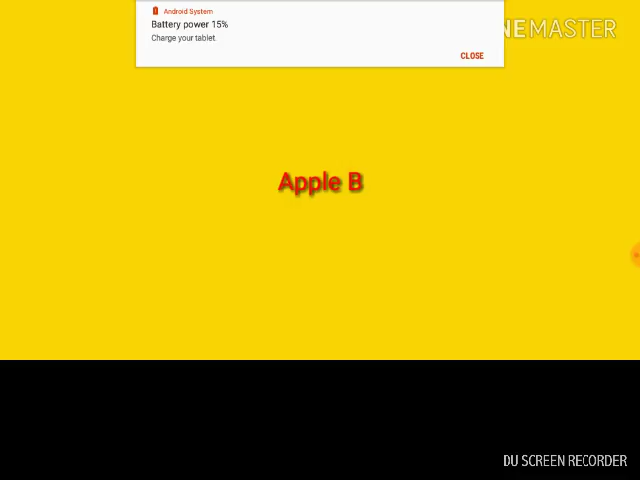 Android System
Battery power 15%
Charge your tablet.
CLOSE
NEMASTER
Apple B
DU SCREEN RECORDER